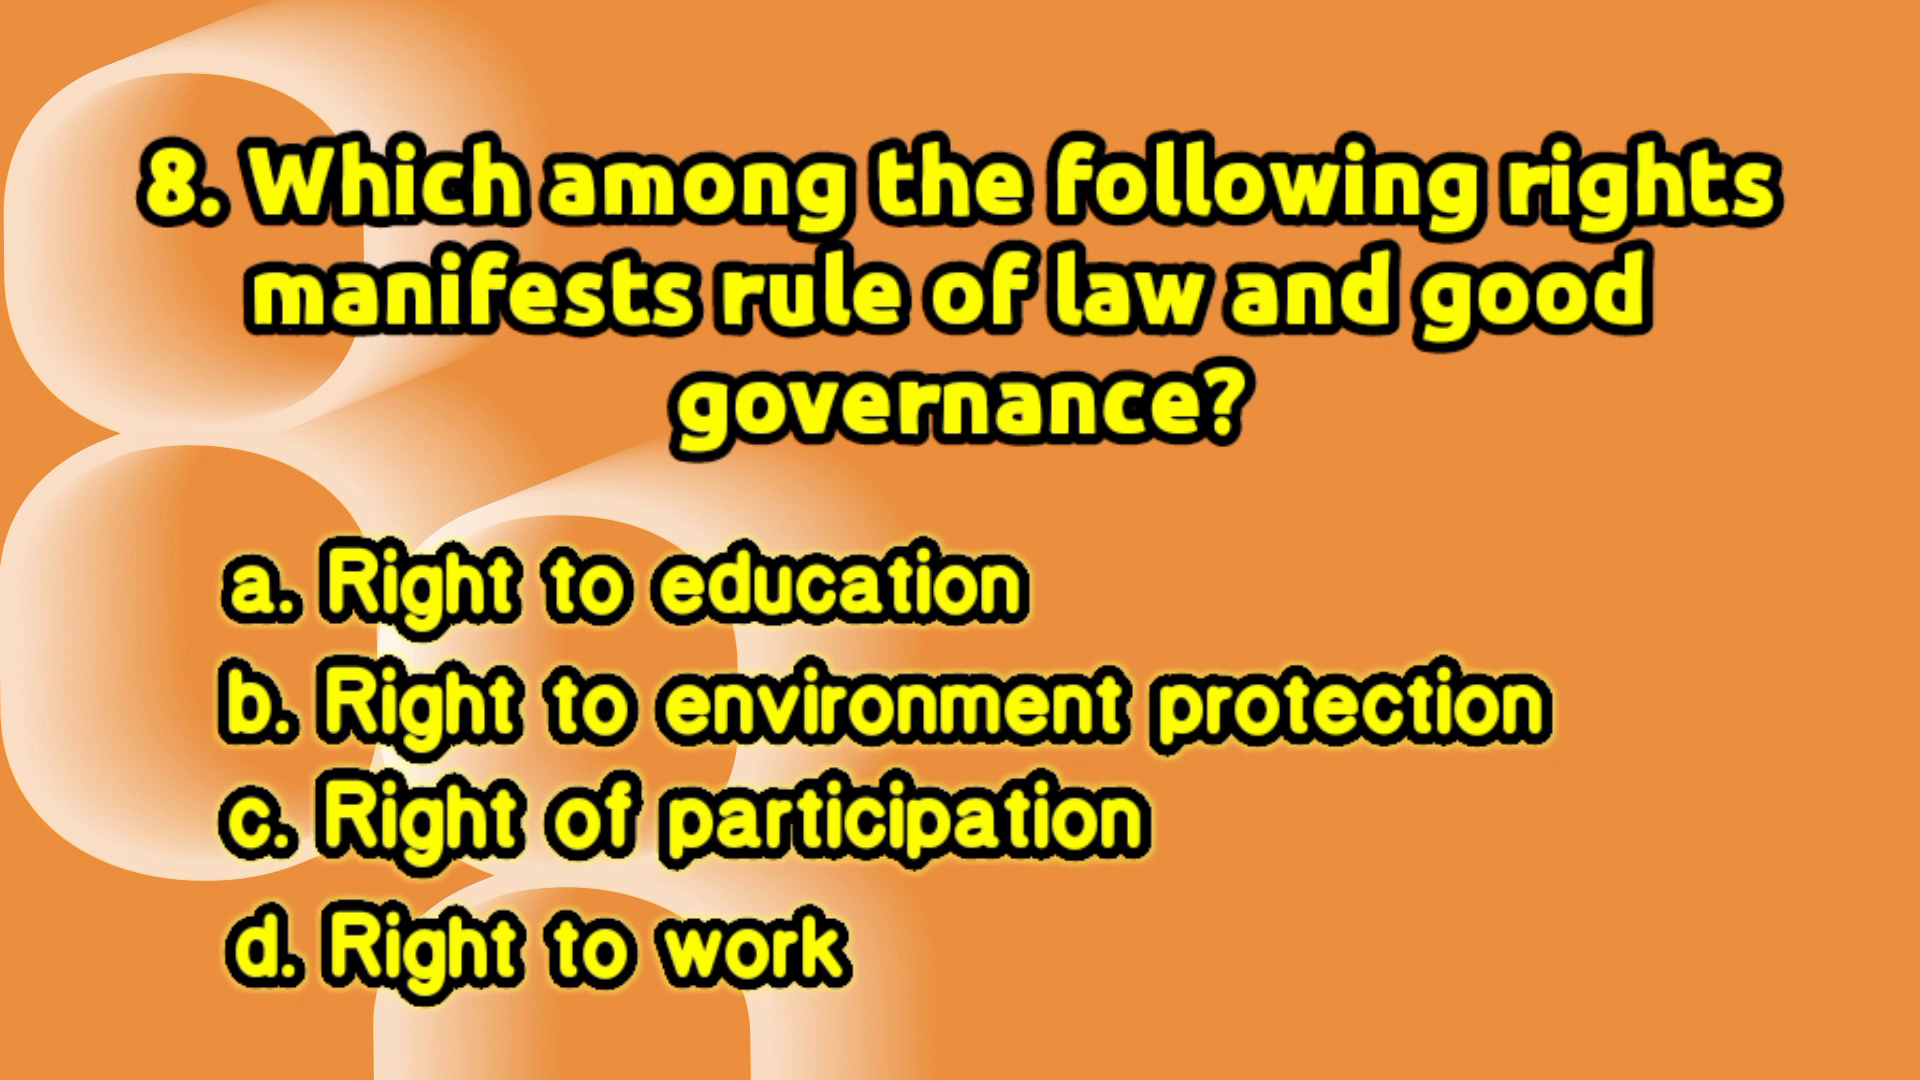 8. Which among the following rights
manifests rule of law and good
governance?
a. Right to education
b. Right to environment protection
c. Right of participation
d. Right to work